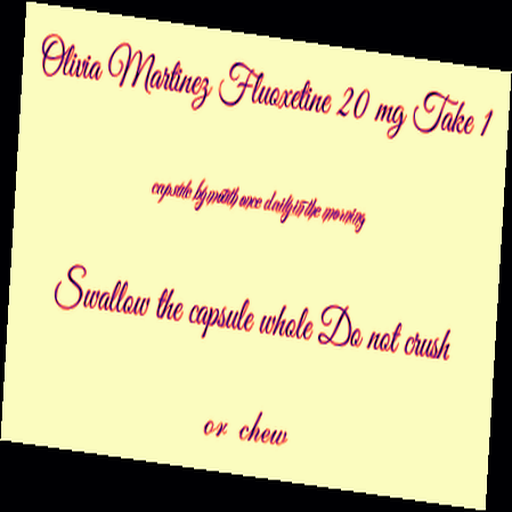 Olivia Martinez Fluoxetine 20 mg Take 1
capsule by mouth once daily in the morning
Swallow the capsule whole Do not crush
or chew